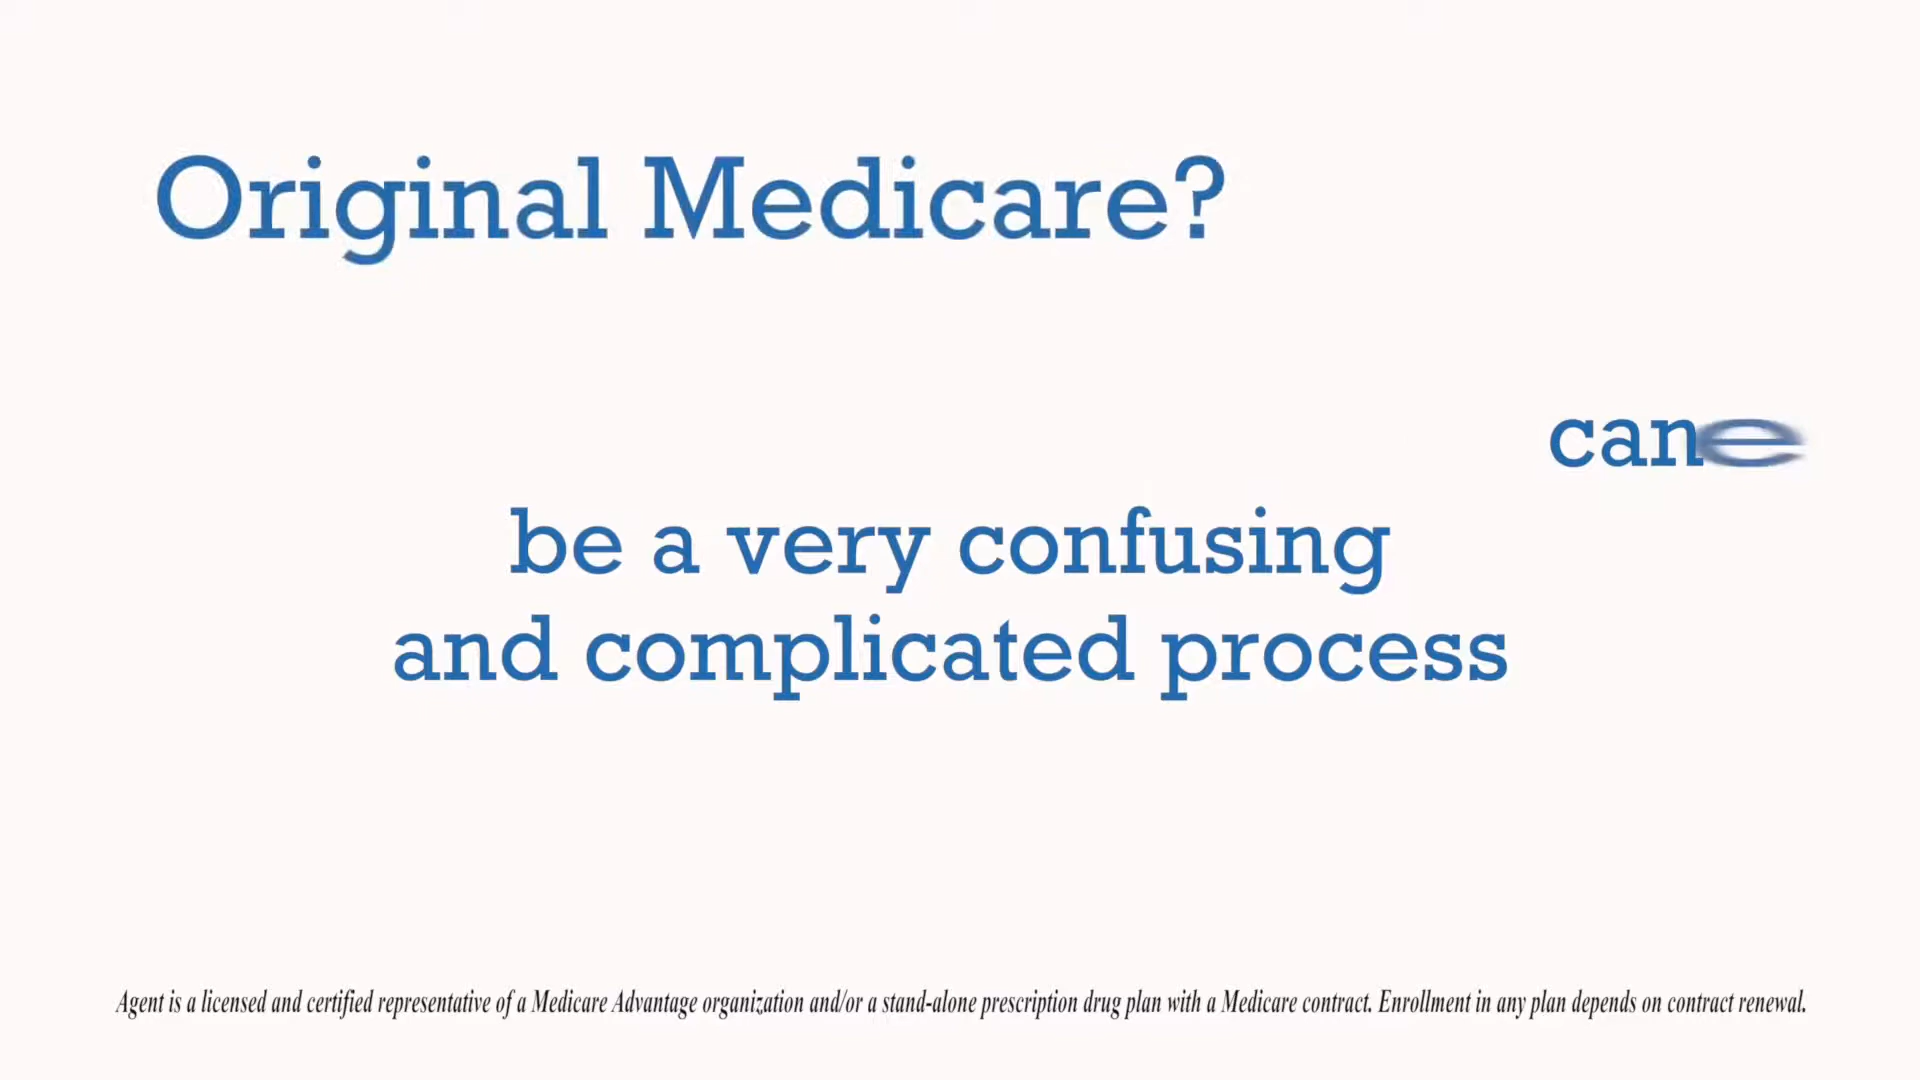 Original Medicare?
can
be a very confusing
and complicated process
Agent is a licensed and certified representative of a Medicare Advantage organization and/or a stand-alone prescription drug plan with a Medicare contract. Enrollment in any plan depends on contract renewal.